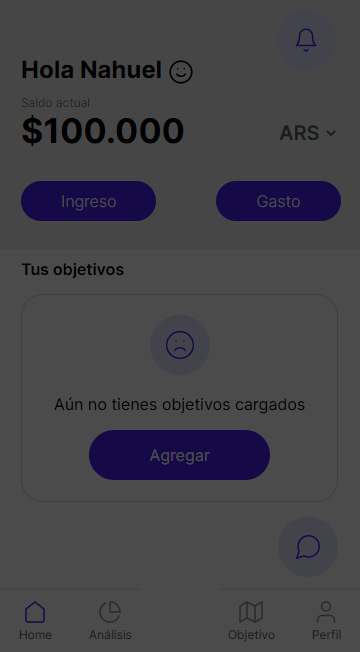 Hola Nahuel
Saldo actual
$100.000
ARS
Ingreso
Gasto
Tus objetivos
Aún no tienes objetivos cargados
Agregar
Home
Análisis
Objetivo
Perfil